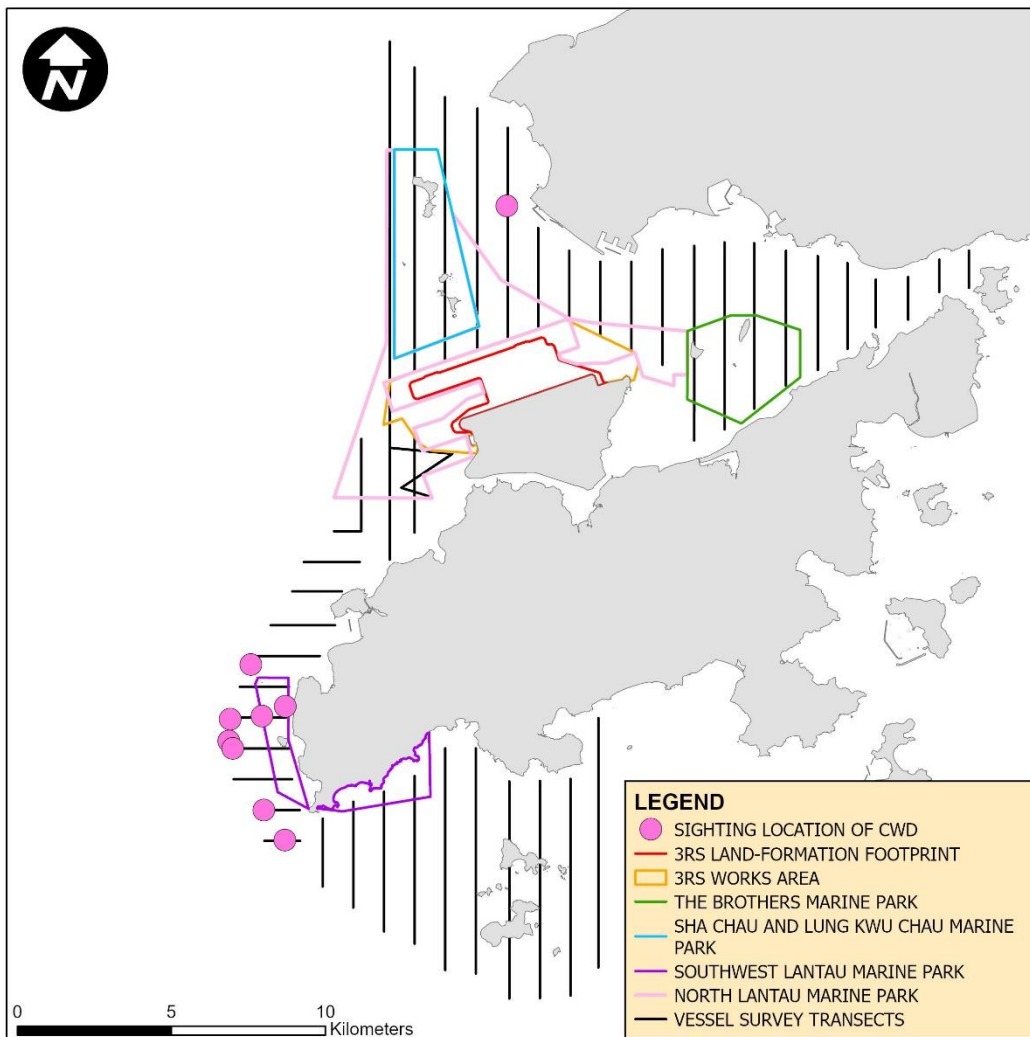 N
LEGEND
SIGHTING LOCATION OF CWD
3RS LAND-FORMATION FOOTPRINT
3RS WORKS AREA
THE BROTHERS MARINE PARK
SHA CHAU AND LUNG KWU CHAU MARINE
PARK
SOUTHWEST LANTAU MARINE PARK
NORTH LANTAU MARINE PARK
VESSEL SURVEY TRANSECTS
0 5 10
Kilometers